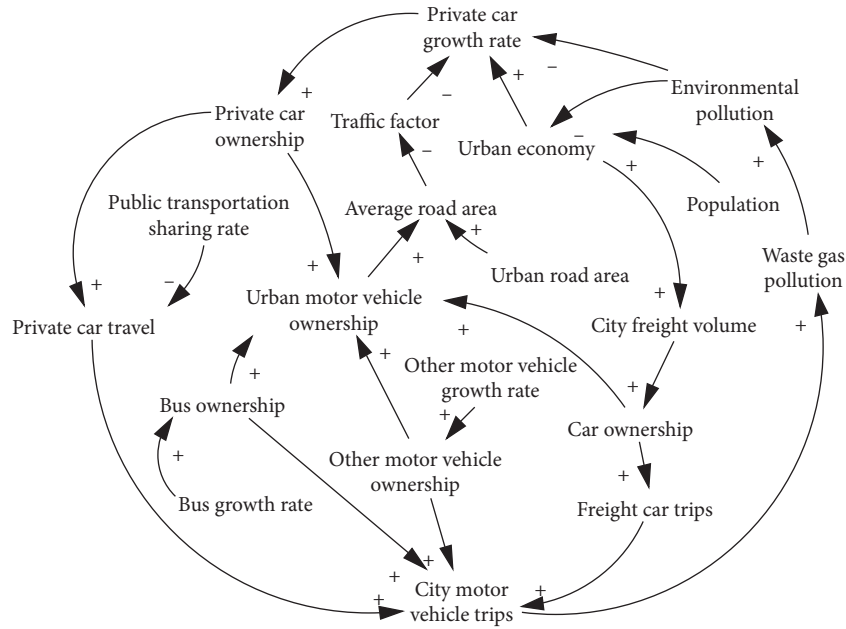 Private car
growth rate
+
−
−
+
Environmental
pollution
Private car
ownership
Traffic factor
Urban economy
−
−
+
+
Population
Public transportation
sharing rate
Average road area
+
+
Waste gas
pollution
+
−
+
Urban road area
+
Urban motor vehicle
ownership
Private car travel
City freight volume
+
+
+
+
Other motor vehicle
growth rate
+
+
Bus ownership
Car ownership
+
+
Other motor vehicle
ownership
+
Bus growth rate
Freight car trips
+
+
+
+
City motor
vehicle trips